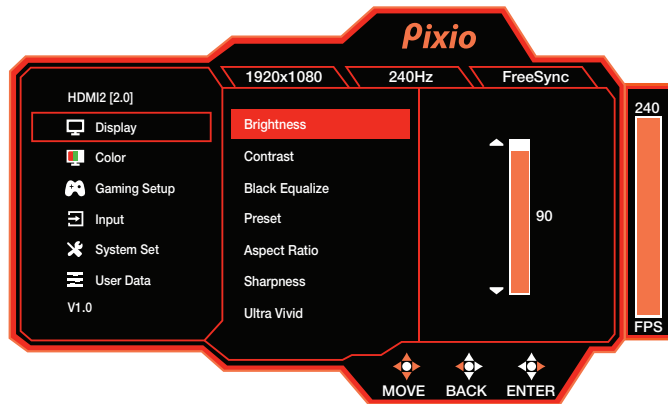 Pixio
1920x1080 240Hz FreeSync
HDMI2 [2.0]
Display
Color
Gaming Setup
Input
System Set
User Data
V1.0
Brightness
Contrast
Black Equalize
Preset
Aspect Ratio
Sharpness
Ultra Vivid
90
240
FPS
MOVE BACK ENTER